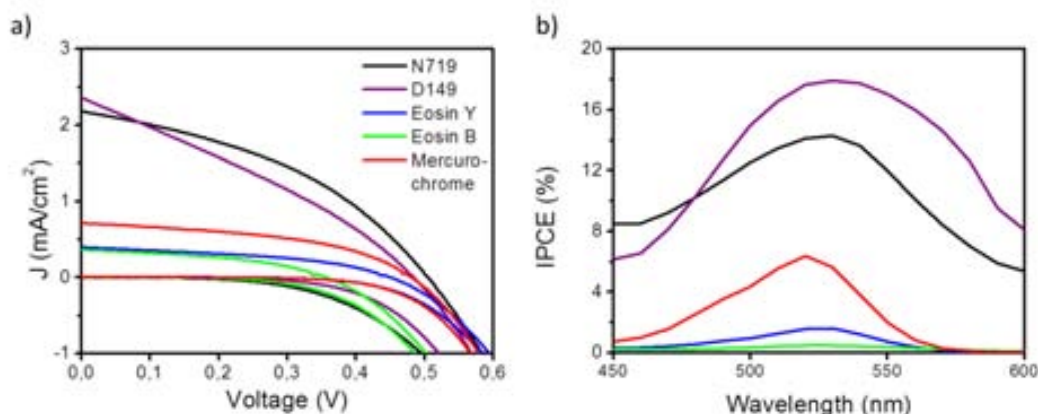 a)
J (mA/cm²)
3
2
1
0
-1
0,0
0,1
0,2
0,3
0,4
0,5
0,6
Voltage (V)
N719
D149
Eosin Y
Eosin B
Mercuro-
chrome
b)
IPCE (%)
20
16
12
8
4
0
450
500
550
600
Wavelength (nm)